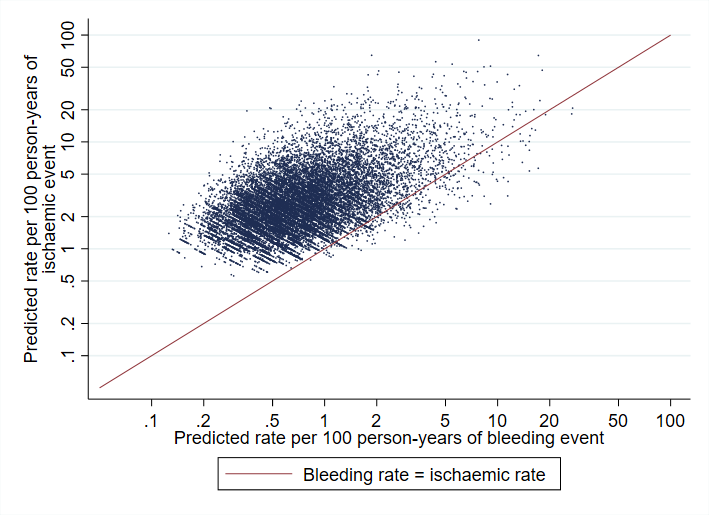 Predicted rate per 100 person-years of
ischaemic event
100
50
20
10
5
2
1
.5
.2
.1
.1 .2 .5 1 2 5 10 20 50 100
Predicted rate per 100 person-years of bleeding event
Bleeding rate = ischaemic rate